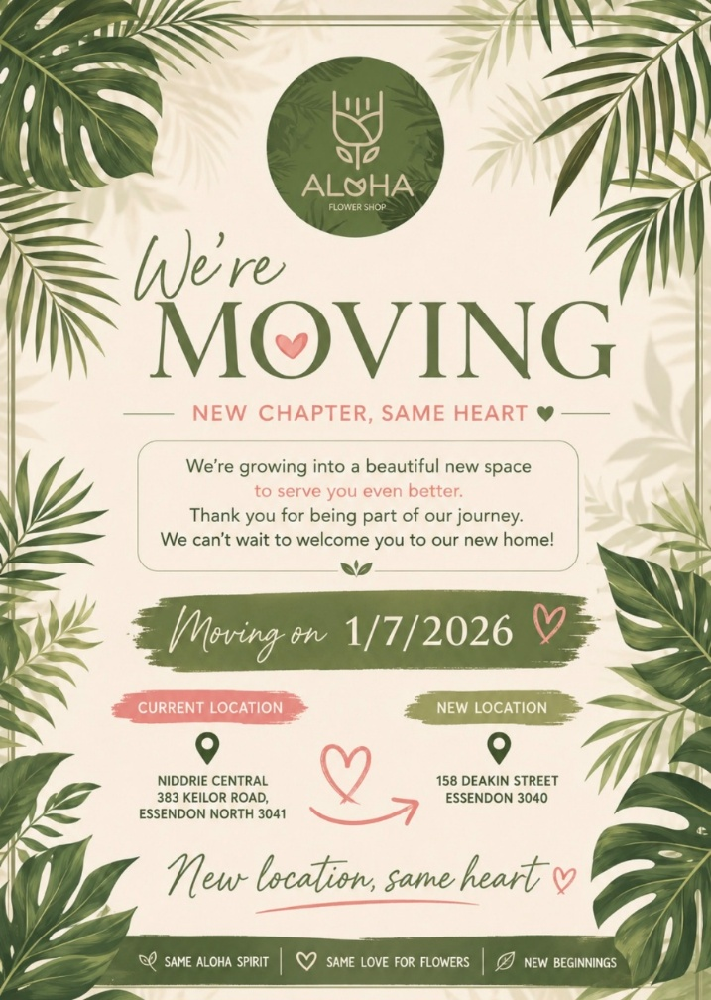 ALOHA
FLOWER SHOP
We're
MOVING
NEW CHAPTER, SAME HEART
We're growing into a beautiful new space
to serve you even better.
Thank you for being part of our journey.
We can't wait to welcome you to our new home!
Moving on 1/7/2026
CURRENT LOCATION
NIDDRIE CENTRAL
383 KEILOR ROAD,
ESSENDON NORTH 3041
NEW LOCATION
158 DEAKIN STREET
ESSENDON 3040
New location, same heart
SAME ALOHA SPIRIT
SAME LOVE FOR FLOWERS
NEW BEGINNINGS